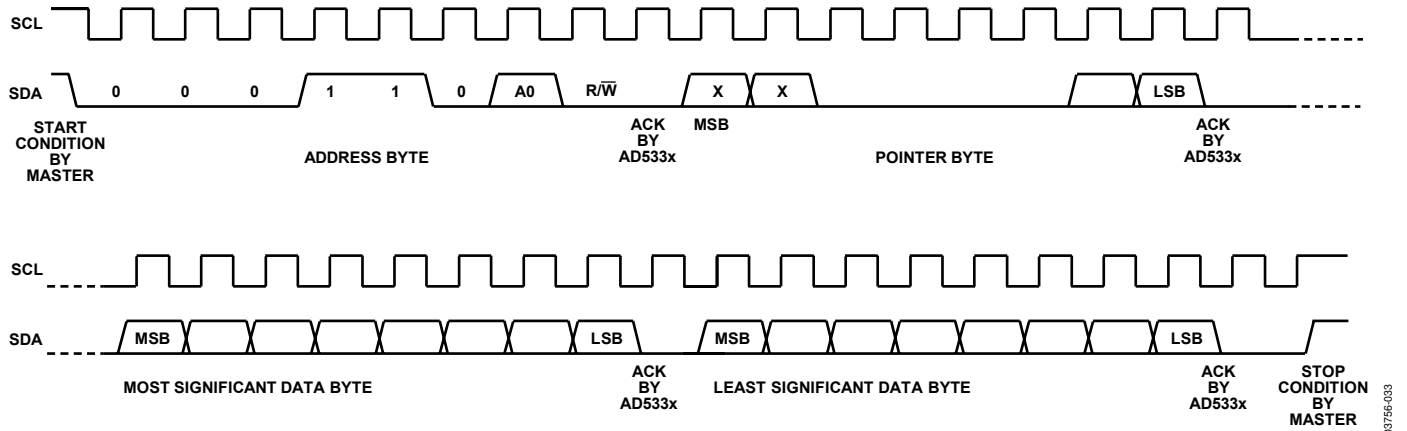 SCL
SDA
0 0 0 1 1 0 A0 R/W̅ X X LSB
START
CONDITION
BY
MASTER
ADDRESS BYTE
ACK
BY
AD533x
MSB
POINTER BYTE
ACK
BY
AD533x
SCL
SDA
MSB LSB MSB LSB
MOST SIGNIFICANT DATA BYTE
ACK
BY
AD533x
LEAST SIGNIFICANT DATA BYTE
ACK
BY
AD533x
STOP
CONDITION
BY
MASTER
03756-033